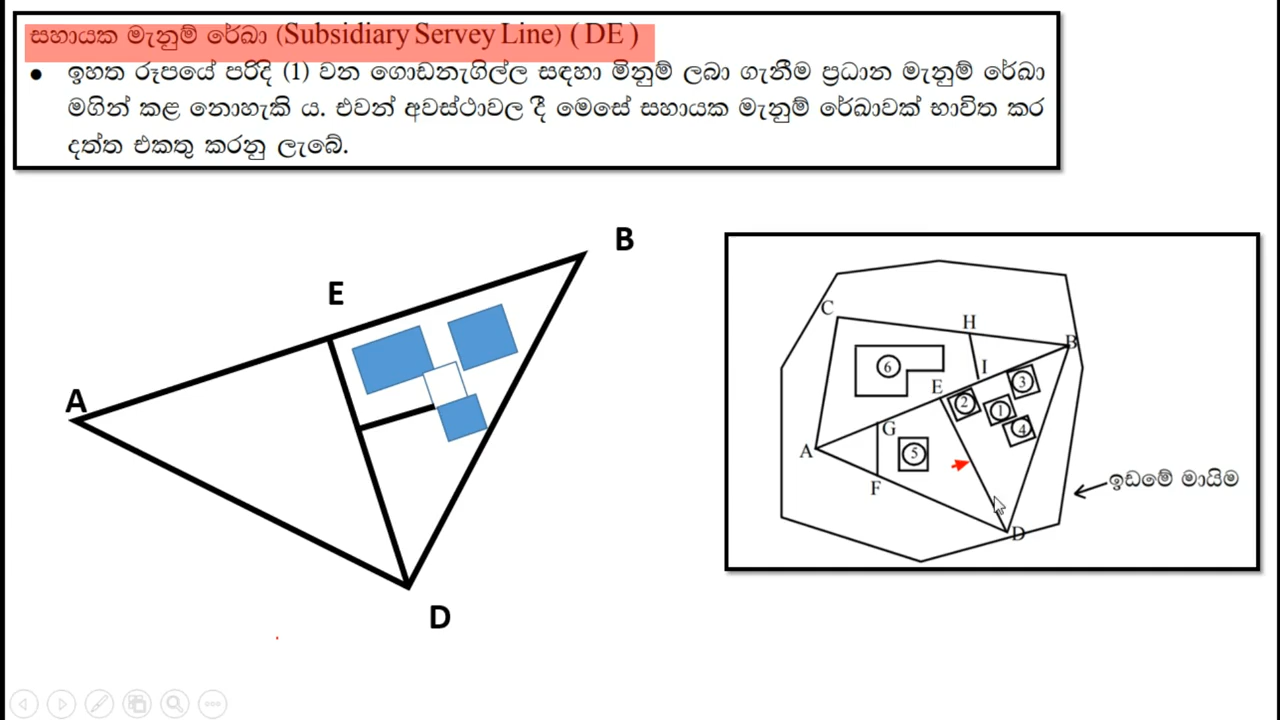 සහායක මැනුම් රේඛා (Subsidiary Servey Line) ( DE )
● ඉහත රූපයේ පරිදි (1) වන ගොඩනැගිල්ල සඳහා මිනුම් ලබා ගැනීම ප්‍රධාන මැනුම් රේඛා
මගින් කළ නොහැකි ය. එවන් අවස්ථාවල දී මෙසේ සහායක මැනුම් රේඛාවක් භාවිත කර
දත්ත එකතු කරනු ලැබේ.
B
E
A
D
C
H
B
6
I
E
3
2
1
4
G
A
5
F
D
ඉඩමේ මායිම